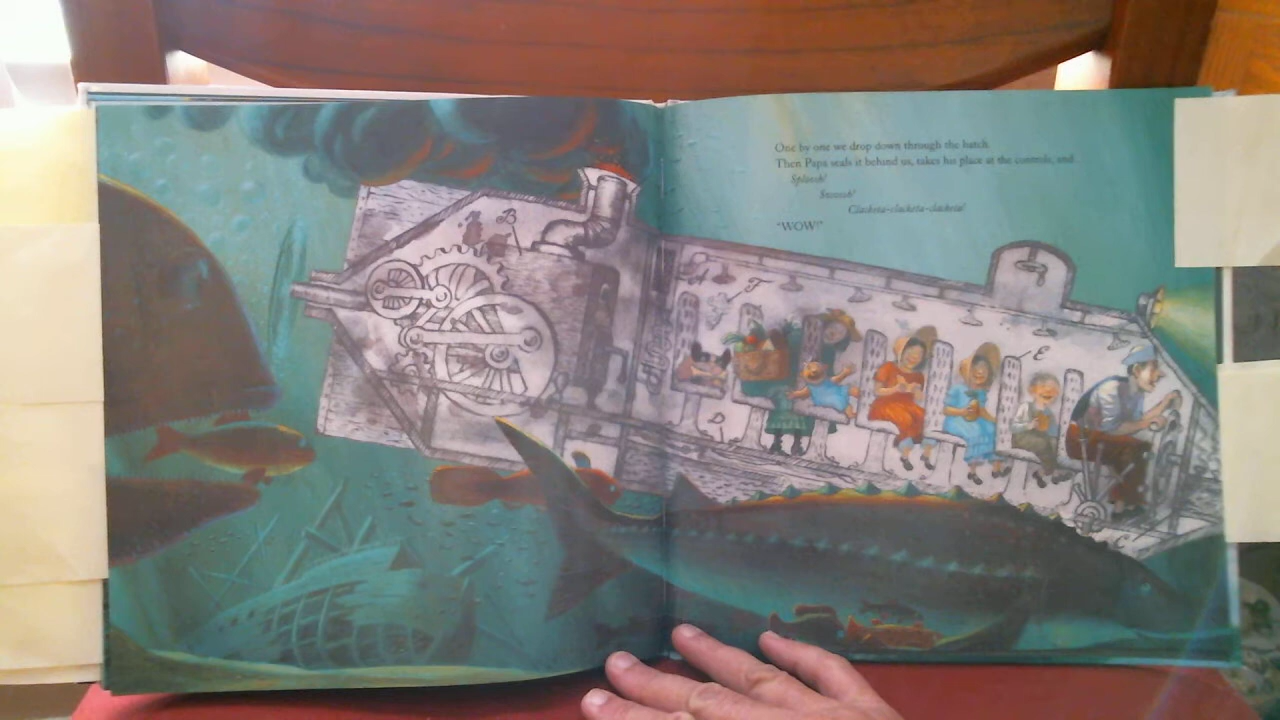 One by one we drop down through the hatch.
Then Papa seals it behind us, takes his place at the controls, and...
Sploosh!
Swoosh!
Clacketa-clacketa-clacketa!
"WOW!"
A B
A
F
E
D
C